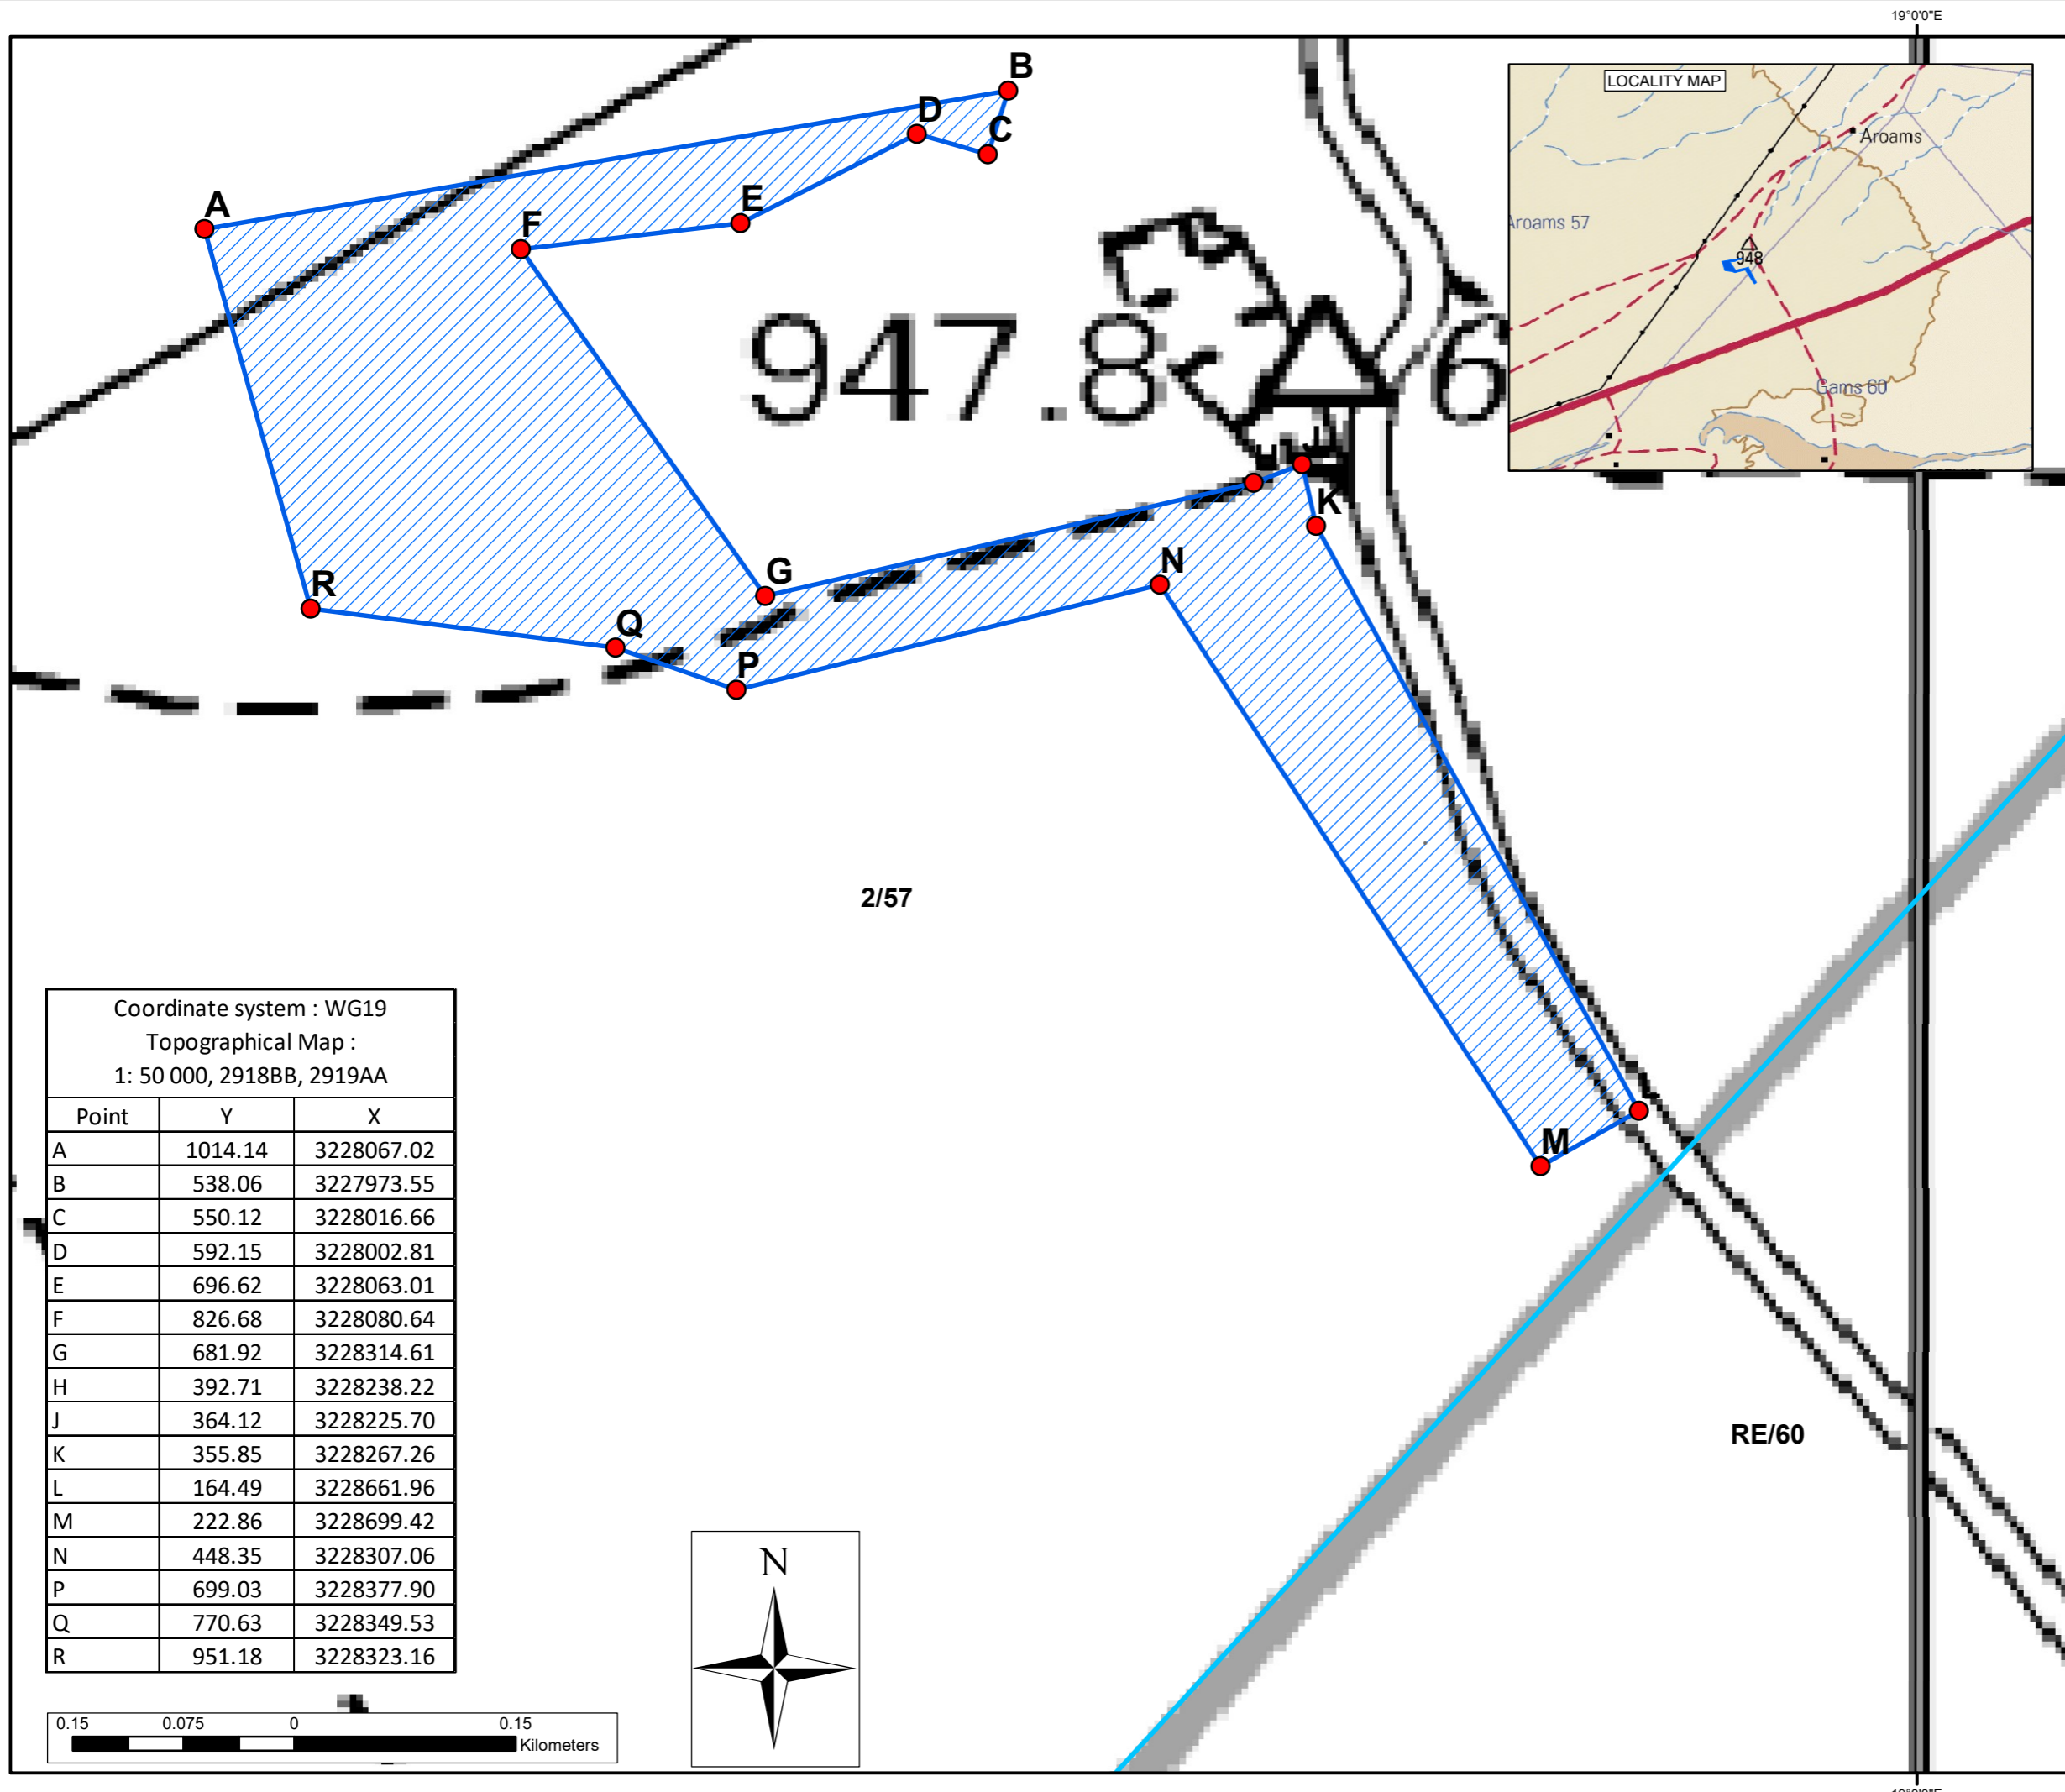 19°0'0"E
LOCALITY MAP
Aroams
Aroams 57
948
Gams 60
B
D
C
A
E
F
947.8
6
J
K
N
G
R
Q
P
M
2/57
RE/60
Coordinate system : WG19
Topographical Map :
1: 50 000, 2918BB, 2919AA
Point Y X
A 1014.14 3228067.02
B 538.06 3227973.55
C 550.12 3228016.66
D 592.15 3228002.81
E 696.62 3228063.01
F 826.68 3228080.64
G 681.92 3228314.61
H 392.71 3228238.22
J 364.12 3228225.70
K 355.85 3228267.26
L 164.49 3228661.96
M 222.86 3228699.42
N 448.35 3228307.06
P 699.03 3228377.90
Q 770.63 3228349.53
R 951.18 3228323.16
N
0.15 0.075 0 0.15
Kilometers